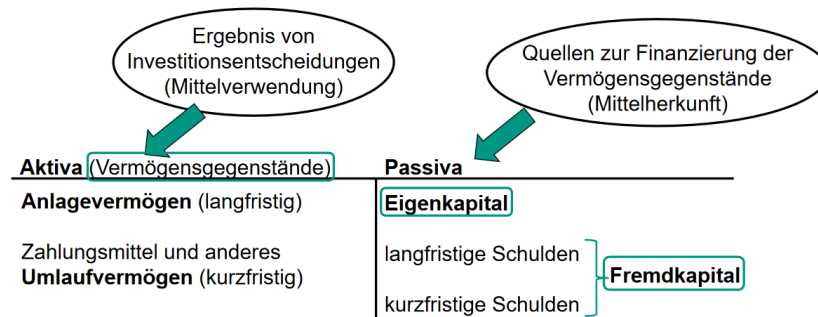 Ergebnis von
Investitionsentscheidungen
(Mittelverwendung)
Quellen zur Finanzierung der
Vermögensgegenstände
(Mittelherkunft)
Aktiva (Vermögensgegenstände)
Passiva
Anlagevermögen (langfristig)
Eigenkapital
Zahlungsmittel und anderes
Umlaufvermögen (kurzfristig)
langfristige Schulden
Fremdkapital
kurzfristige Schulden